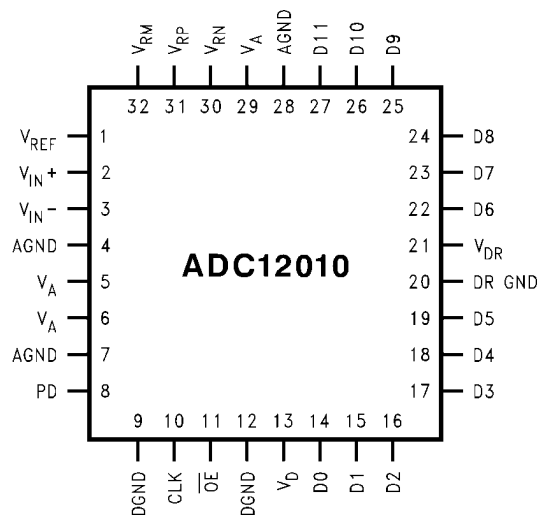 VRM VRP VRN VA AGND D11 D10 D9
32 31 30 29 28 27 26 25
VREF 1 24 D8
VIN+ 2 23 D7
VIN− 3 22 D6
AGND 4 21 VDR
ADC12010
VA 5 20 DR GND
VA 6 19 D5
AGND 7 18 D4
PD 8 17 D3
9 10 11 12 13 14 15 16
DGND CLK O̅E̅ DGND VD D0 D1 D2